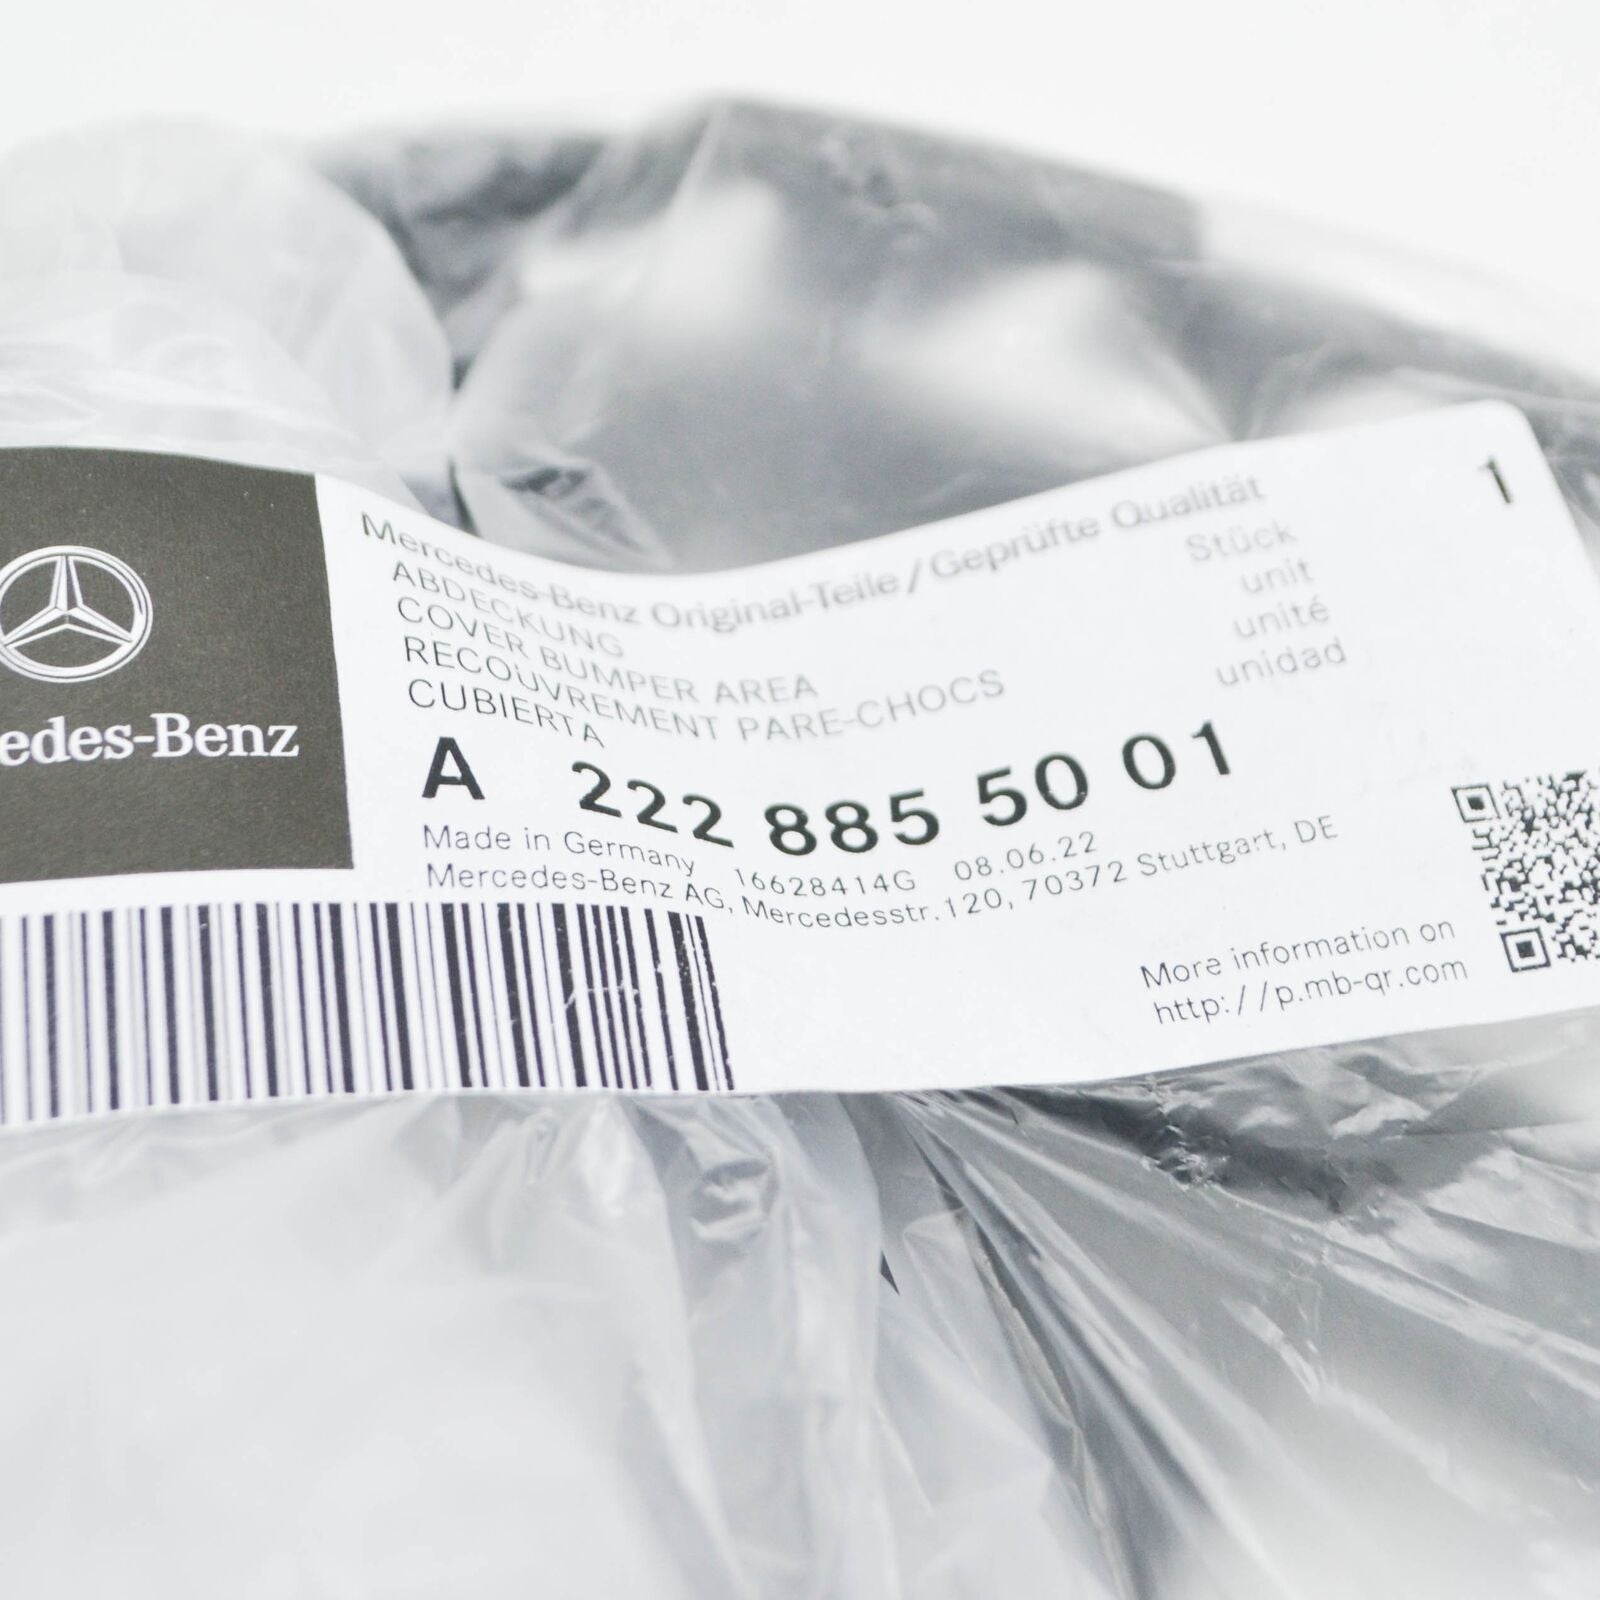 edes-Benz
Mercedes-Benz Original-Teile / Geprüfte Qualität
ABDECKUNG
COVER BUMPER AREA
RECOUVREMENT PARE-CHOCS
CUBIERTA
Stück
unit
unité
unidad
1
A 222 885 50 01
Made in Germany 16628414G 08.06.22
Mercedes-Benz AG, Mercedesstr.120, 70372 Stuttgart, DE
More information on
http://p.mb-qr.com